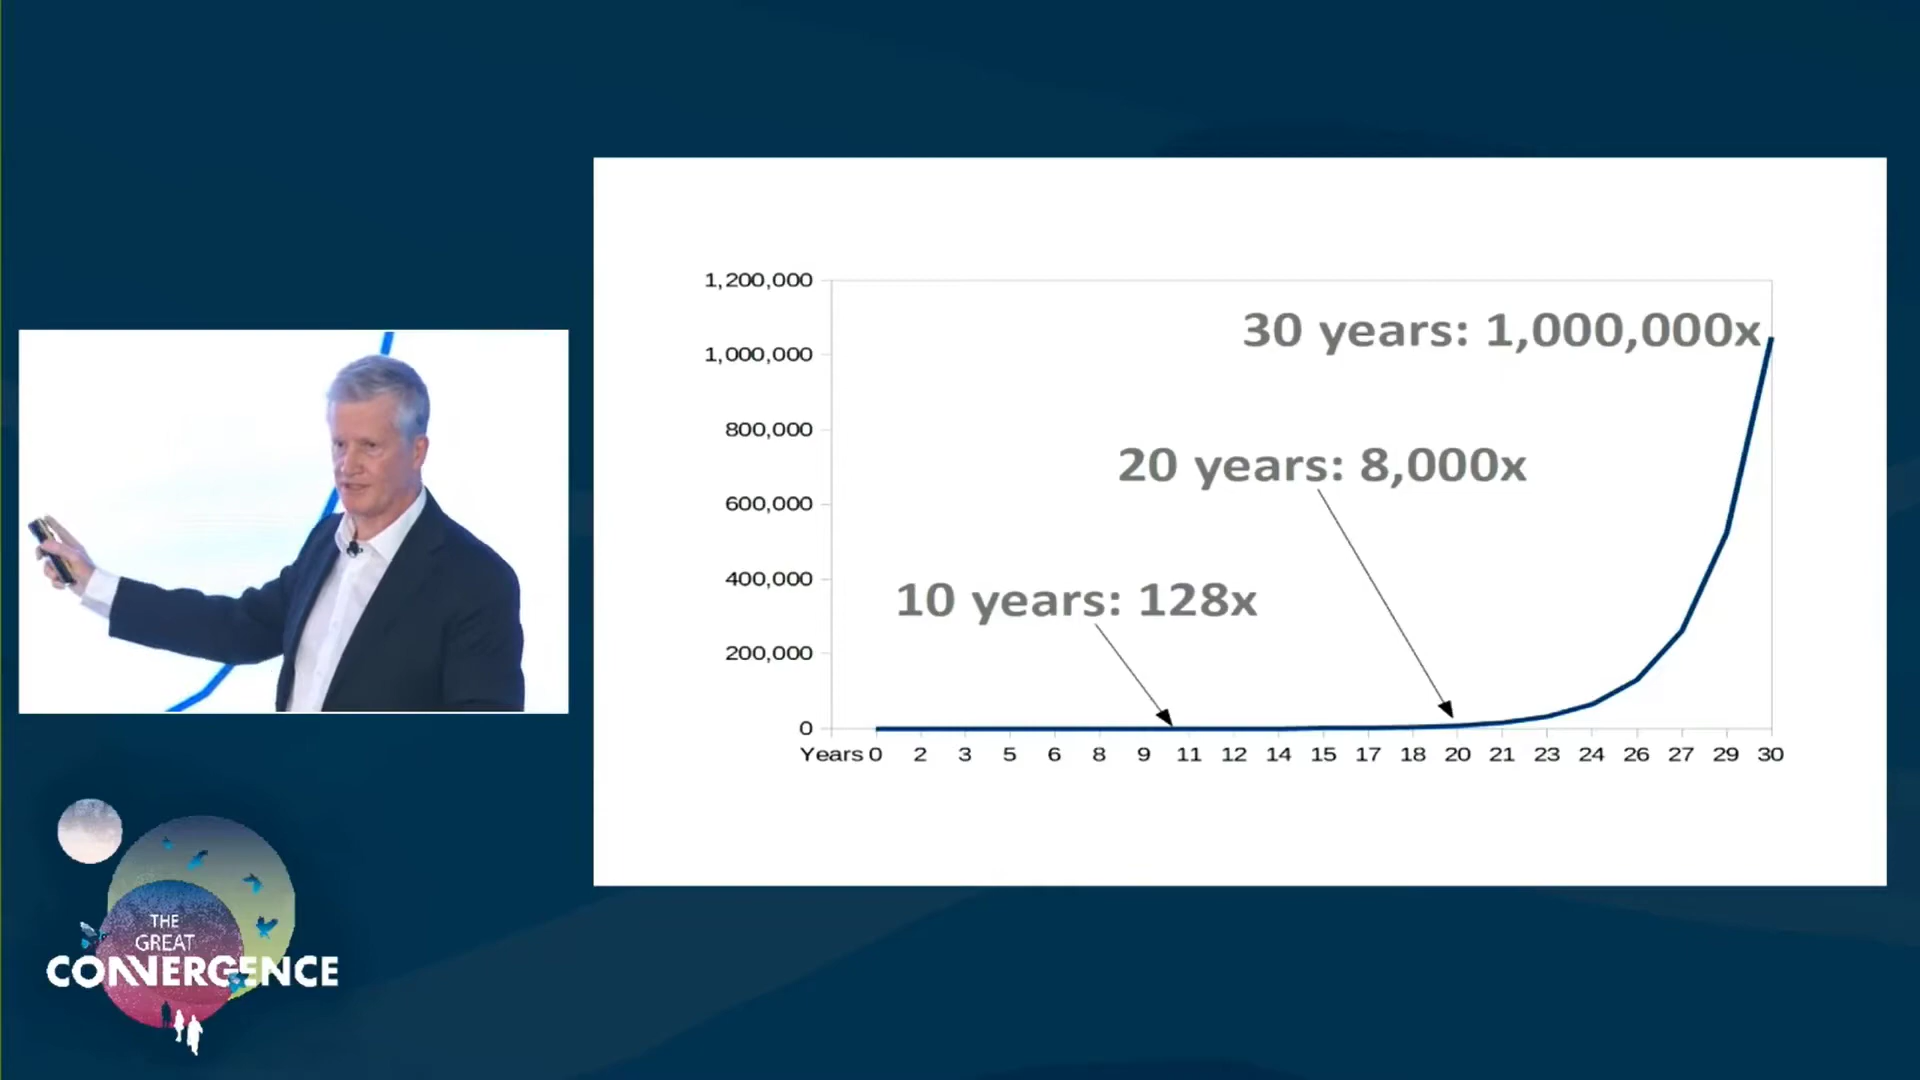 1,200,000
30 years: 1,000,000x
1,000,000
800,000
20 years: 8,000x
600,000
400,000
10 years: 128x
200,000
0
Years 0 2 3 5 6 8 9 11 12 14 15 17 18 20 21 23 24 26 27 29 30
THE
GREAT
CONVERGENCE